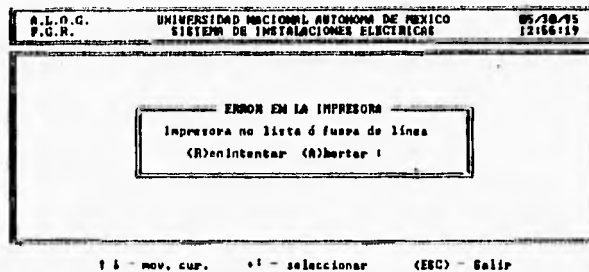 A.L.O.G. UNIVERSIDAD NACIONAL AUTONOMA DE MEXICO 05/30/95
F.G.R. SISTEMA DE INSTALACIONES ELECTRICAS 12:56:19
ERROR EN LA IMPRESORA
Impresora no lista ó fuera de línea
(R)enintentar (A)bortar :
↑ ↓ - mov. cur. ↵ - seleccionar (ESC) - Salir